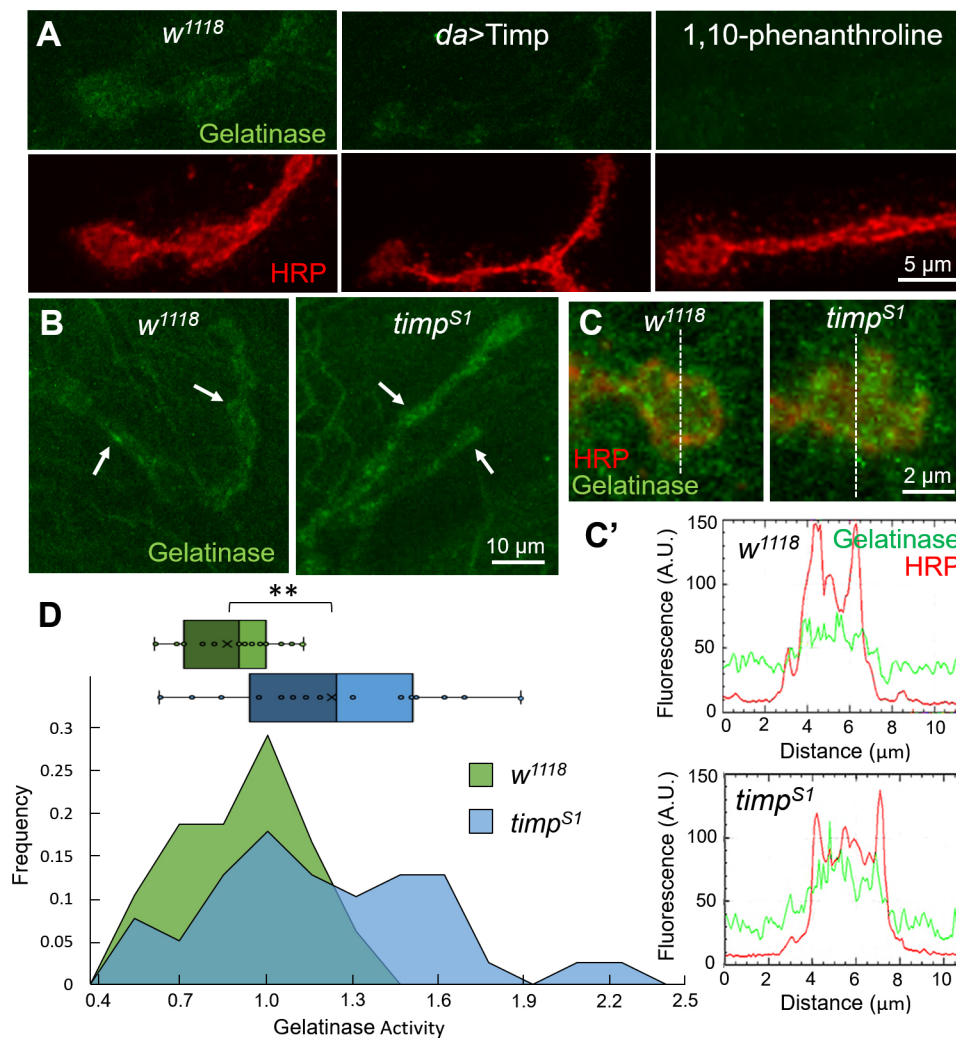 A
w1118
da>Timp
1,10-phenanthroline
Gelatinase
HRP
5 µm
B
w1118
timpS1
Gelatinase
10 µm
C
w1118
timpS1
HRP
Gelatinase
2 µm
C'
w1118
Gelatinase
HRP
Fluorescence (A.U.)
150
100
50
0
0 2 4 6 8 10
Distance (µm)
timpS1
Fluorescence (A.U.)
150
100
50
0
0 2 4 6 8 10
Distance (µm)
D
**
w1118
timpS1
Frequency
0.3
0.25
0.2
0.15
0.1
0.05
0
0.4 0.7 1.0 1.3 1.6 1.9 2.2 2.5
Gelatinase Activity